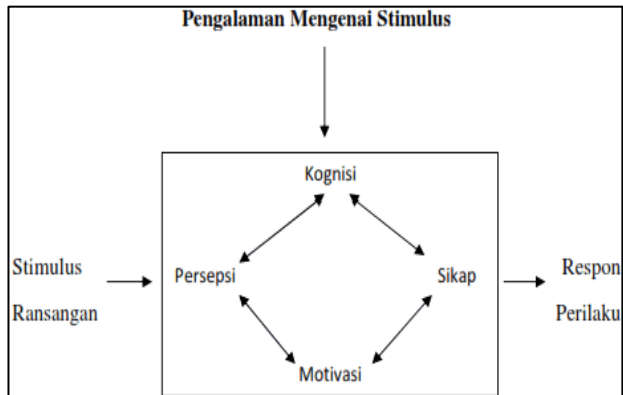 Pengalaman Mengenai Stimulus
Kognisi
Stimulus
Ransangan
Persepsi
Sikap
Respon
Perilaku
Motivasi